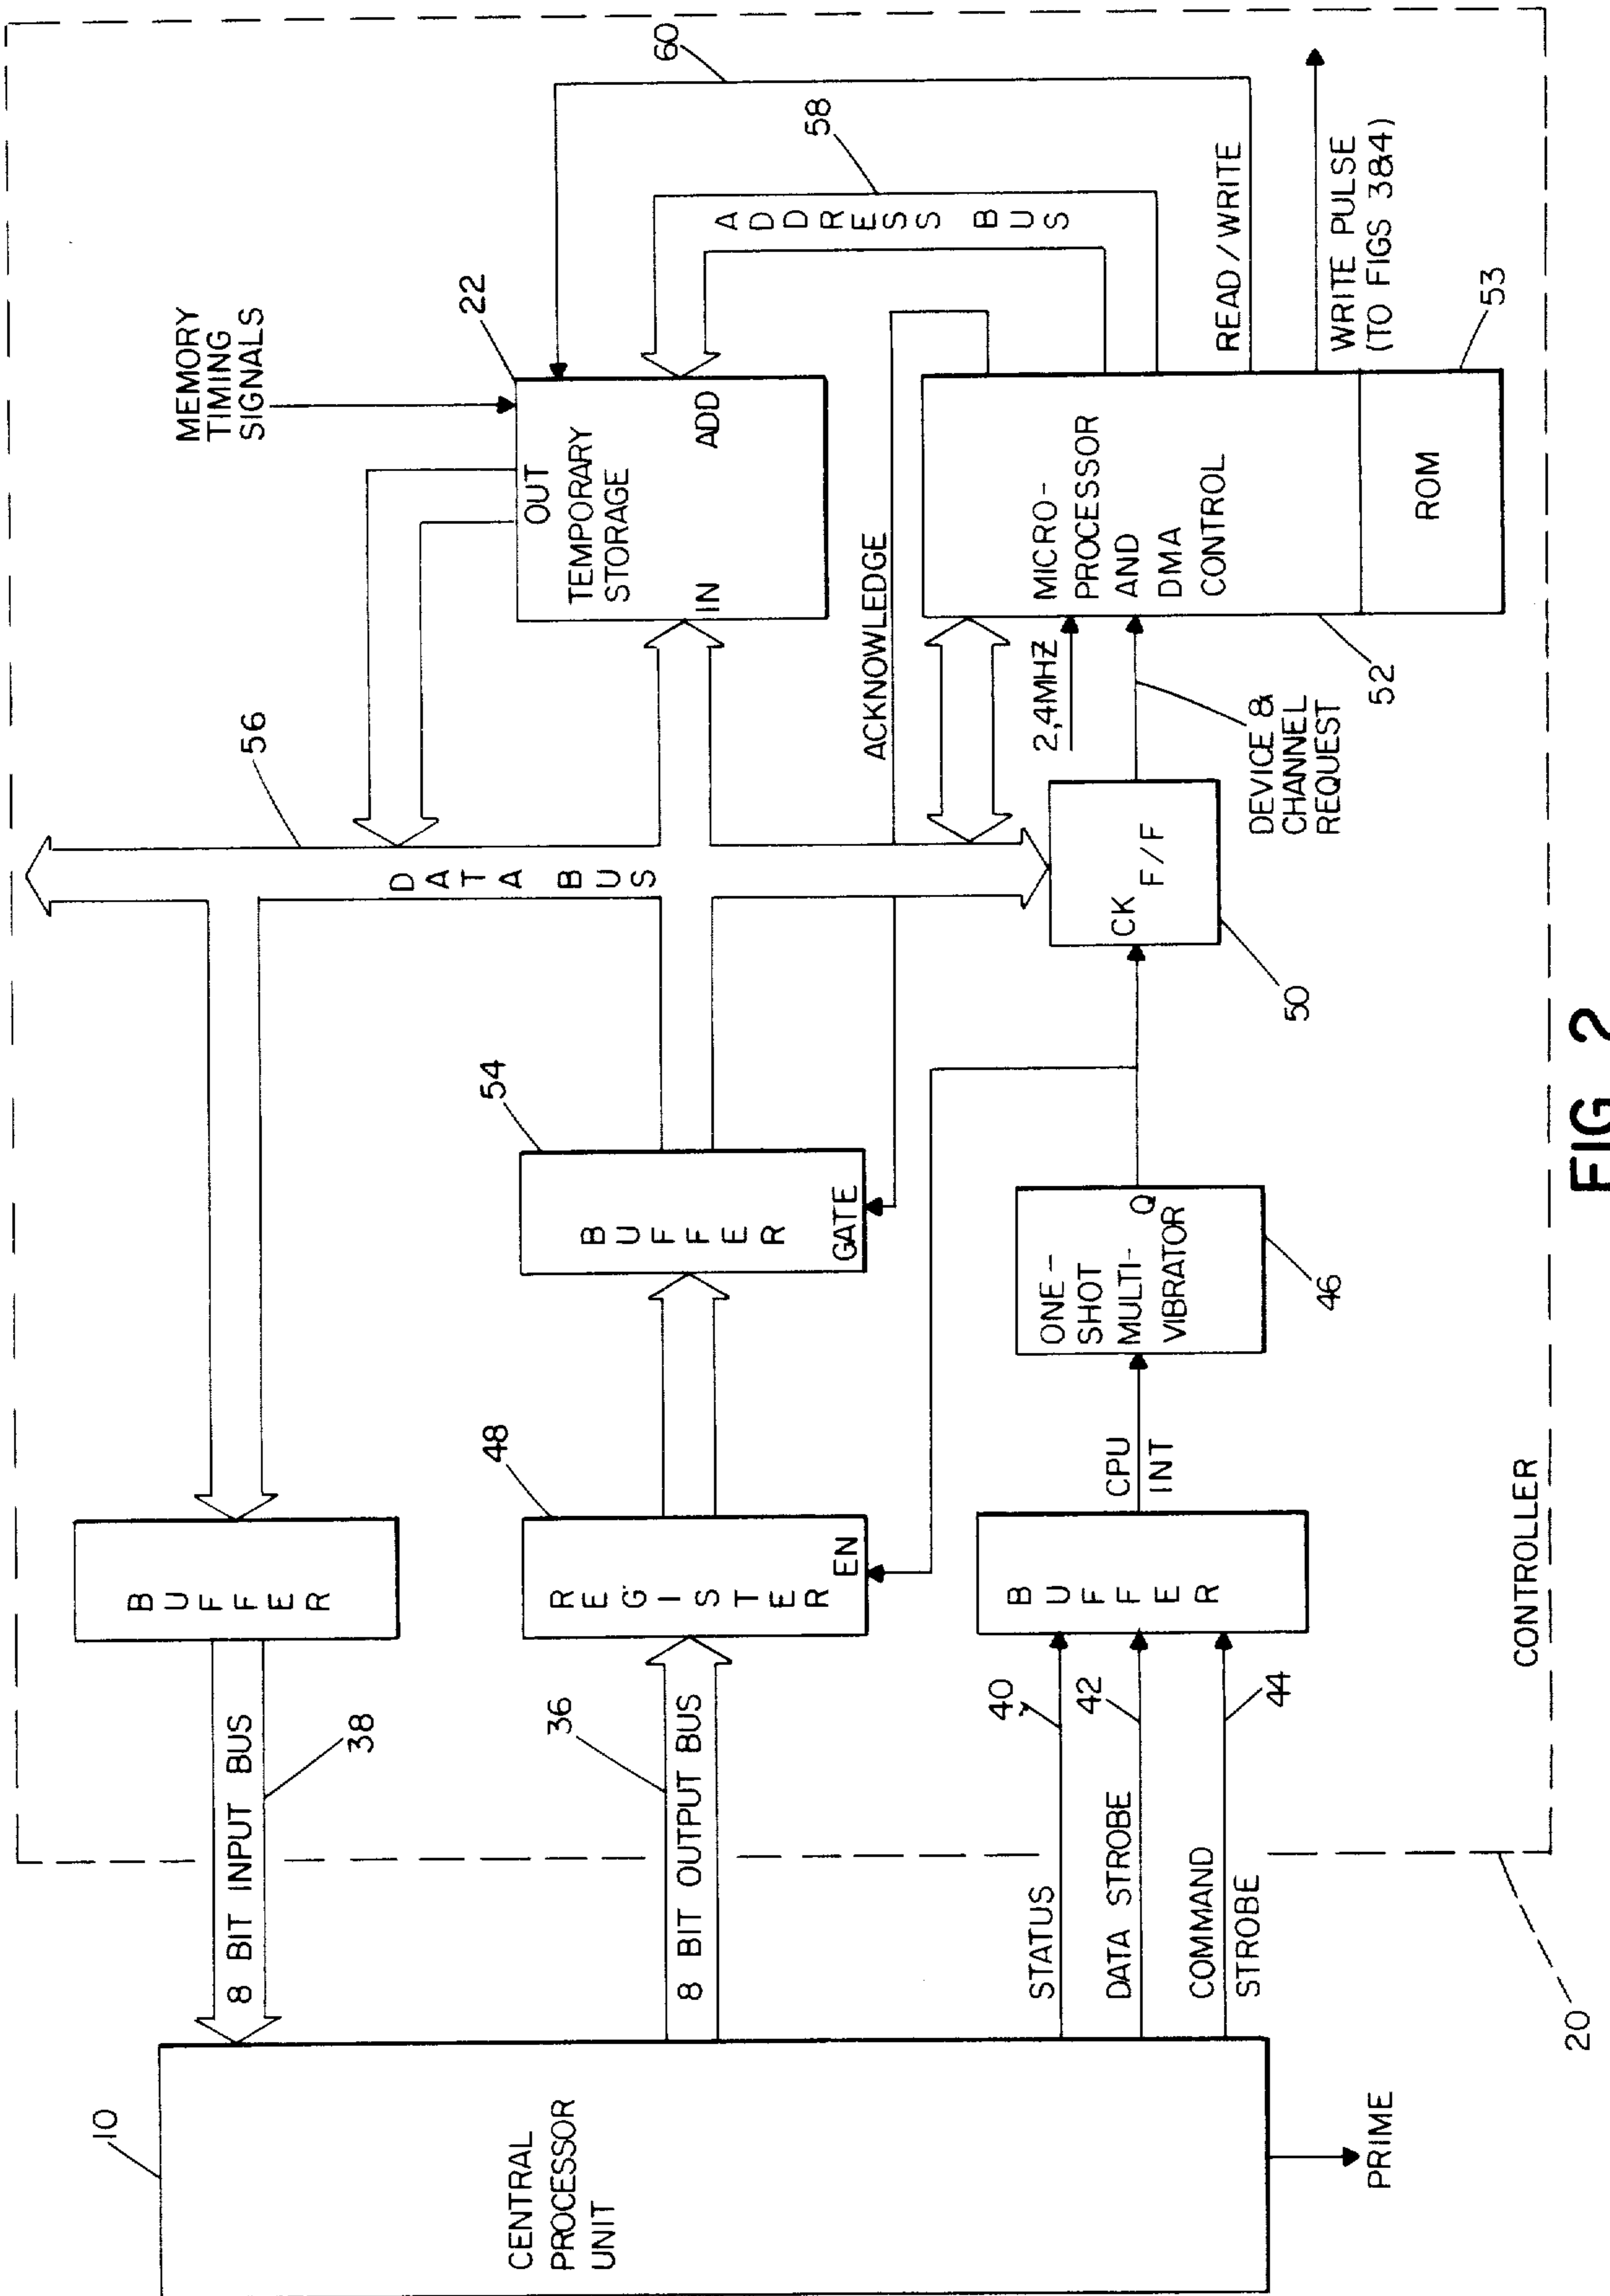 10
CENTRAL
PROCESSOR
UNIT
PRIME
8 BIT INPUT BUS
38
BUFFER
8 BIT OUTPUT BUS
36
REGISTER
EN
48
STATUS
40
DATA STROBE
42
COMMAND
STROBE
44
BUFFER
CPU
INT
ONE-
SHOT
MULTI-
VIBRATOR
Q
46
BUFFER
GATE
54
DATA BUS
56
CK
F/F
50
DEVICE &
CHANNEL
REQUEST
ACKNOWLEDGE
2,4MHZ
MICRO-
PROCESSOR
AND
DMA
CONTROL
52
ROM
53
MEMORY
TIMING
SIGNALS
22
OUT
TEMPORARY
STORAGE
IN
ADD
ADDRESS BUS
58
60
READ/WRITE
WRITE PULSE
(TO FIGS 3&4)
CONTROLLER
20
FIG 2